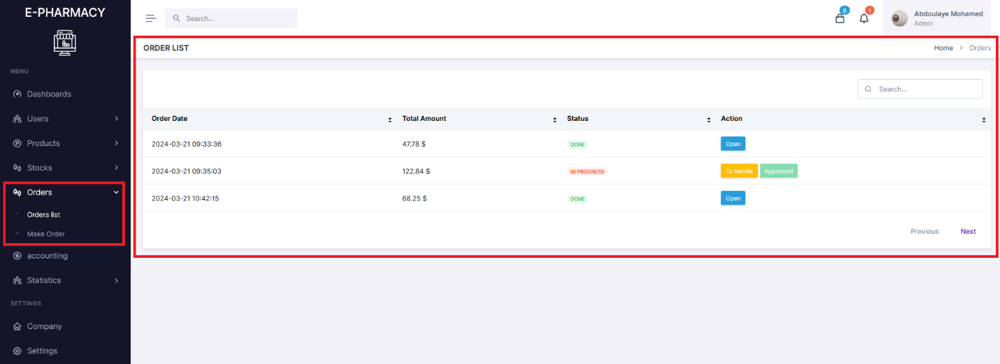 E-PHARMACY
MENU
Dashboards
Users
Products
Stocks
Orders
Orders list
Make Order
accounting
Statistics
SETTINGS
Company
Settings
Search...
0
1
Abdoulaye Mohamed
Admin
ORDER LIST
Home > Orders
Search...
Order Date Total Amount Status Action
2024-03-21 09:33:36 47.78 $ DONE Open
2024-03-21 09:35:03 122.84 $ IN PROGRESS To handle Appouved
2024-03-21 10:42:15 68.25 $ DONE Open
Previous Next